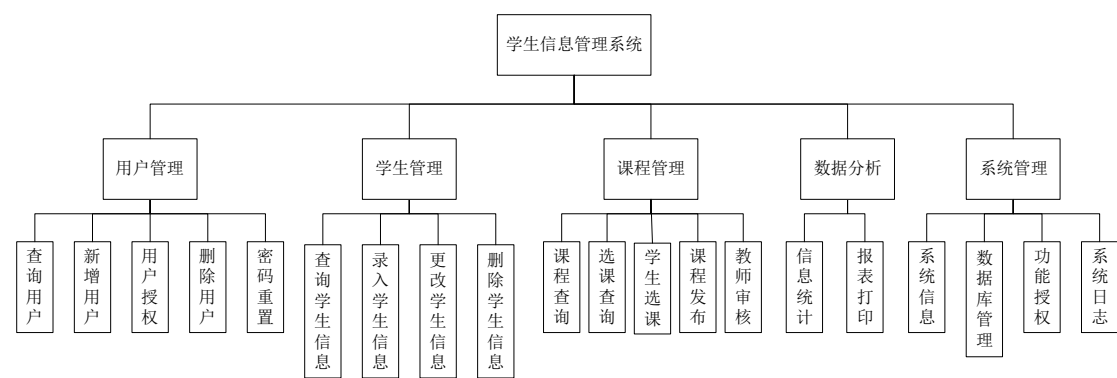 学生信息管理系统
用户管理
学生管理
课程管理
数据分析
系统管理
查询用户
新增用户
用户授权
删除用户
密码重置
查询学生信息
录入学生信息
更改学生信息
删除学生信息
课程查询
选课查询
学生选课
课程发布
教师审核
信息统计
报表打印
系统信息
数据库管理
功能授权
系统日志